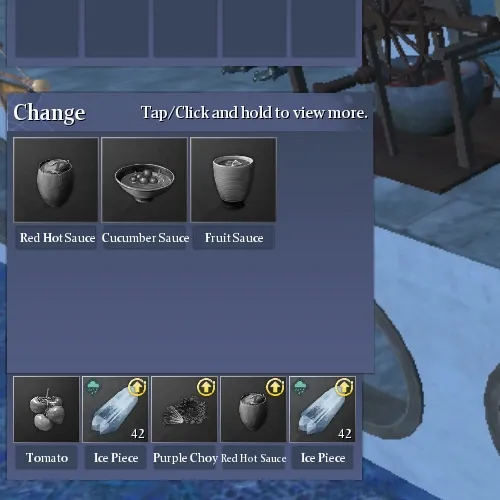 Change
Tap/Click and hold to view more.
Red Hot Sauce
Cucumber Sauce
Fruit Sauce
42
42
Tomato
Ice Piece
Purple Choy
Red Hot Sauce
Ice Piece